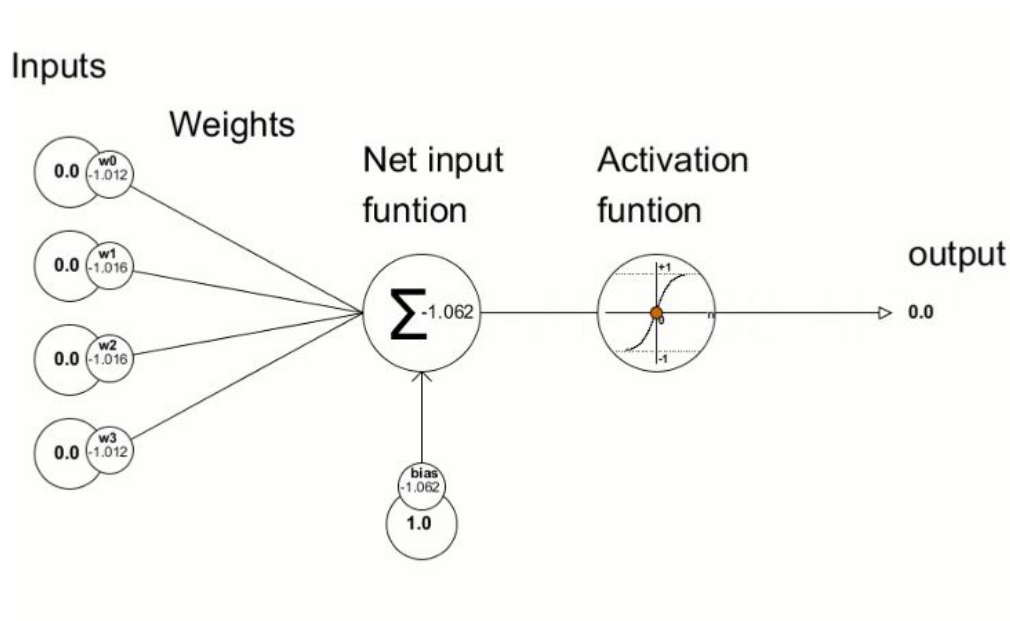 Inputs
Weights
Net input
funtion
Activation
funtion
output
0.0
w0
-1.012
0.0
w1
-1.016
0.0
w2
-1.016
0.0
w3
-1.012
Σ
-1.062
+1
0
n
-1
0.0
bias
-1.062
1.0